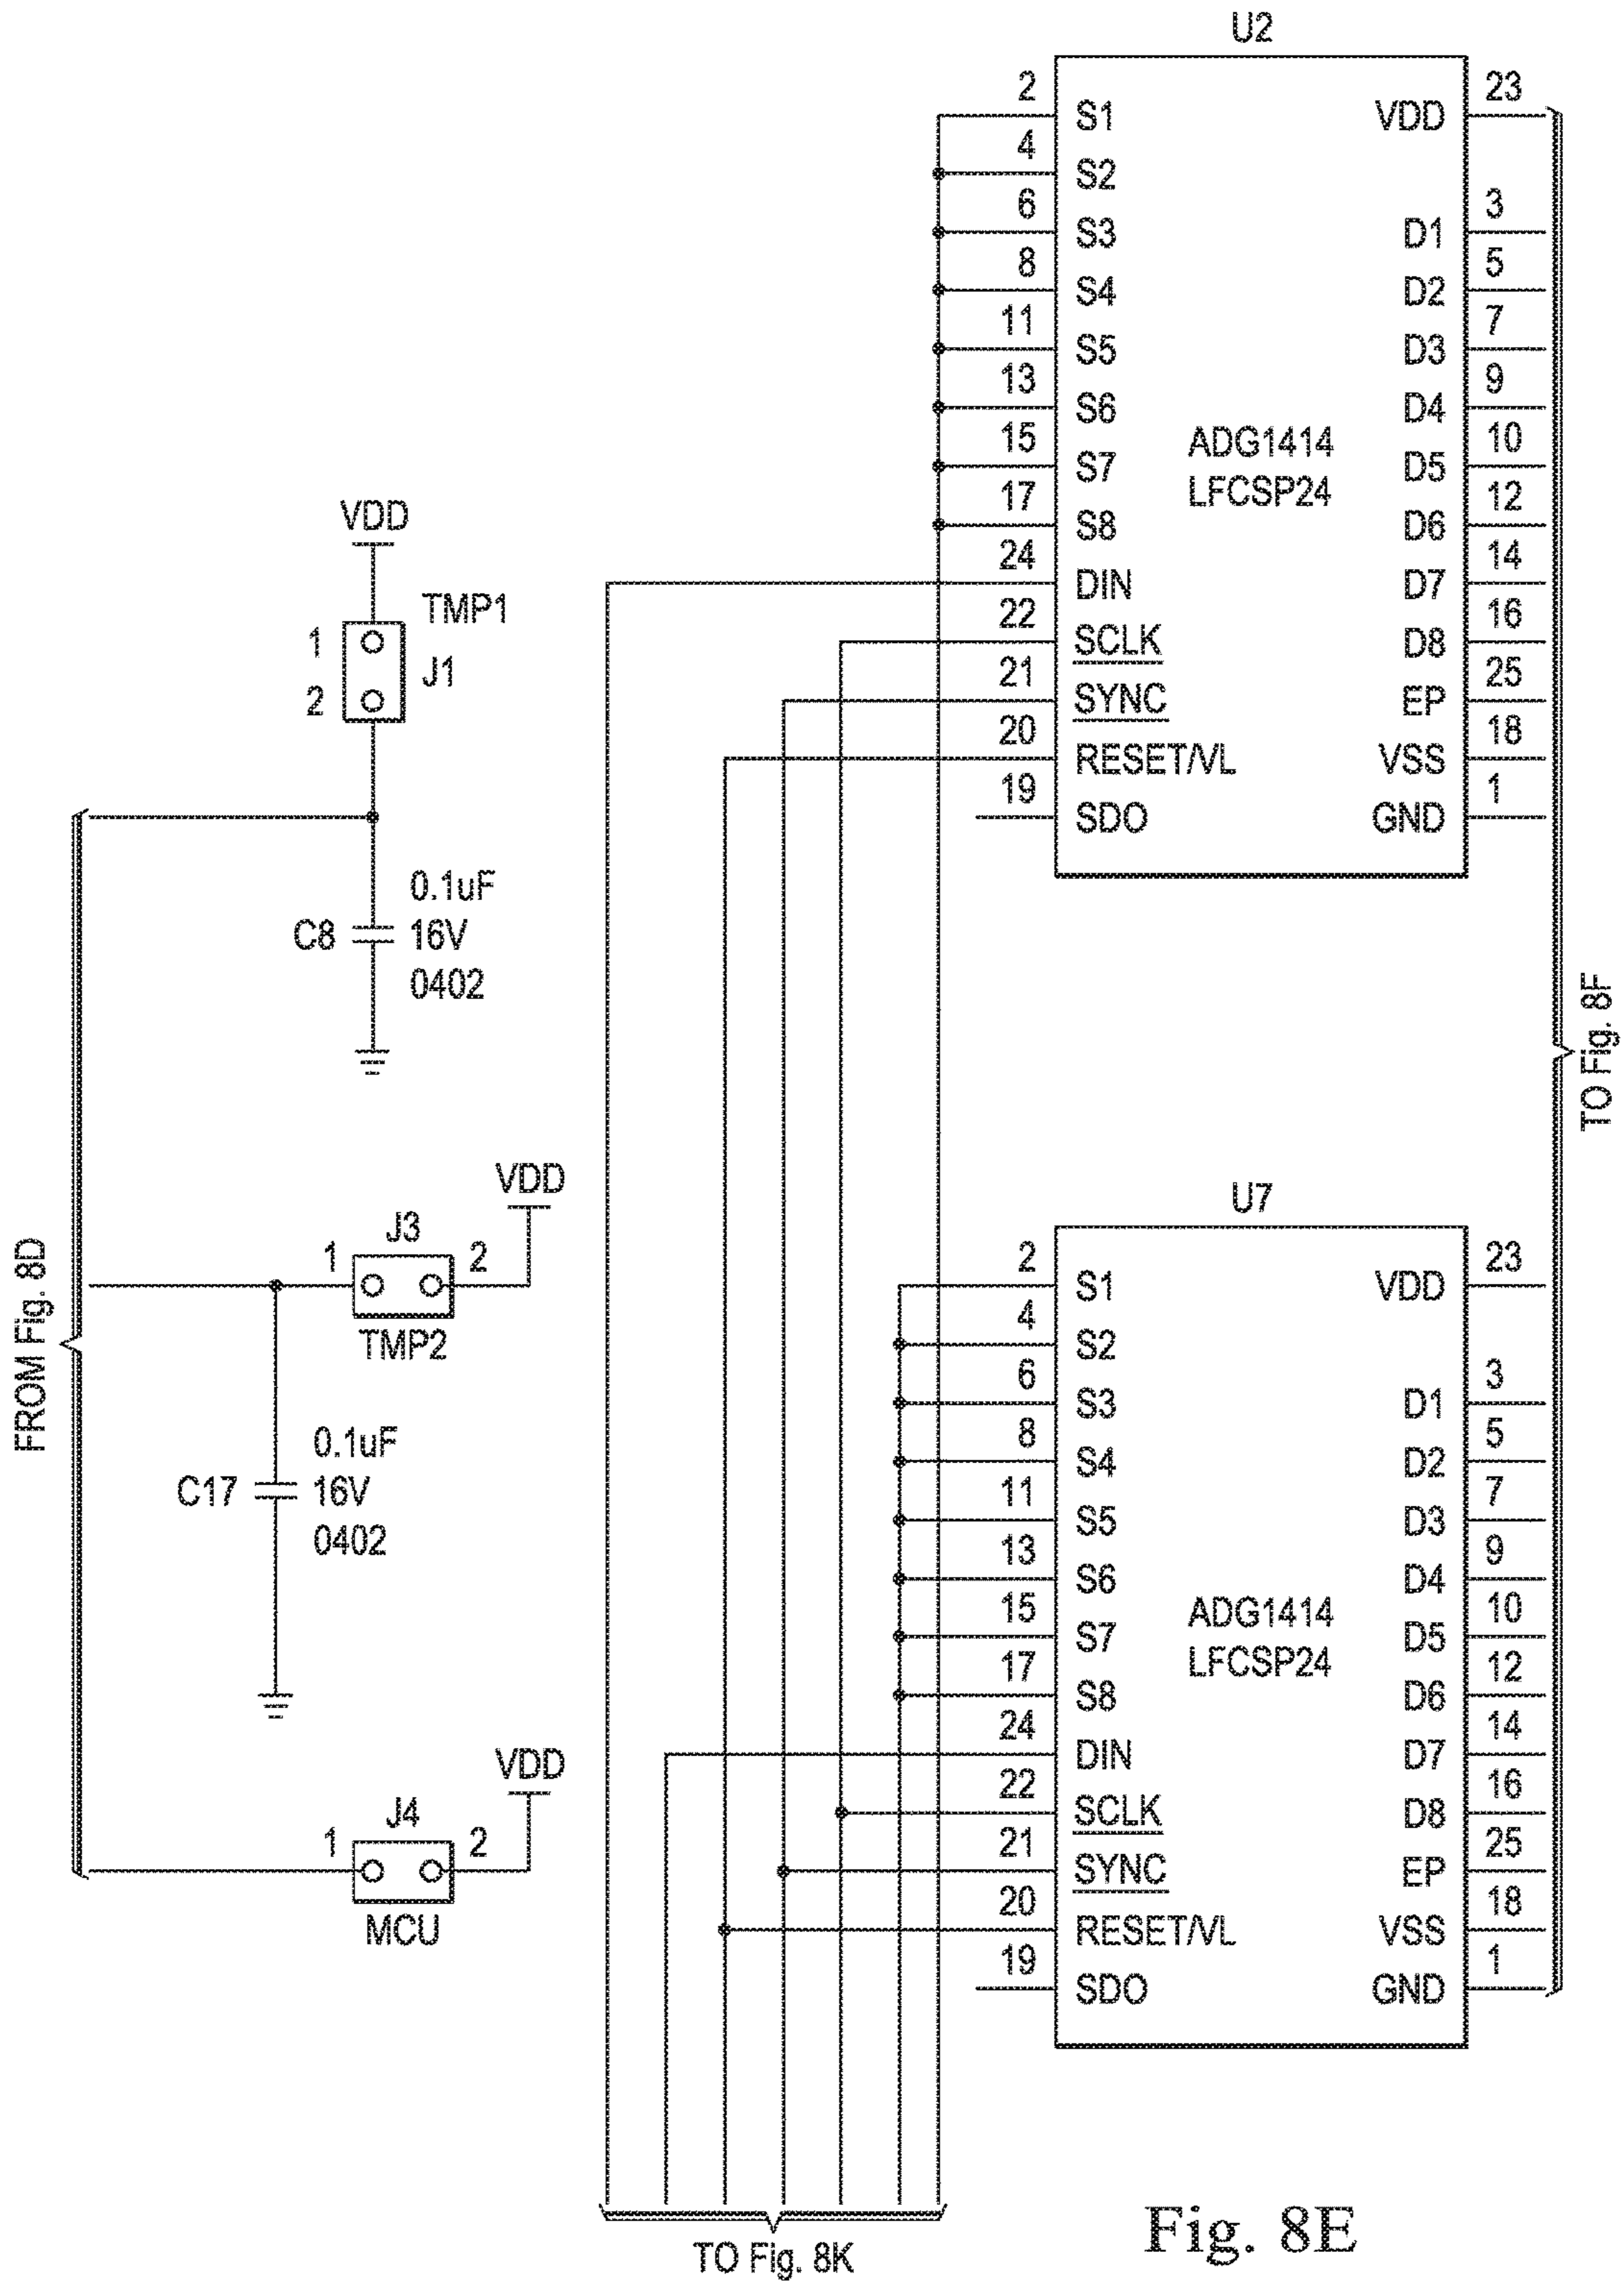 U2
2 S1 VDD 23
4 S2
6 S3 D1 3
8 S4 D2 5
11 S5 D3 7
13 S6 D4 9
ADG1414
15 S7 D5 10
LFCSP24
17 S8 D6 12
24 DIN D7 14
22 SCLK D8 16
21 SYNC EP 25
20 RESET/VL VSS 18
19 SDO GND 1
VDD
TMP1
1
J1
2
0.1uF
C8 16V
0402
VDD
J3
1 2
TMP2
0.1uF
C17 16V
0402
VDD
J4
1 2
MCU
FROM Fig. 8D
U7
2 S1 VDD 23
4 S2
6 S3 D1 3
8 S4 D2 5
11 S5 D3 7
13 S6 D4 9
ADG1414
15 S7 D5 10
LFCSP24
17 S8 D6 12
24 DIN D7 14
22 SCLK D8 16
21 SYNC EP 25
20 RESET/VL VSS 18
19 SDO GND 1
TO Fig. 8F
TO Fig. 8K
Fig. 8E